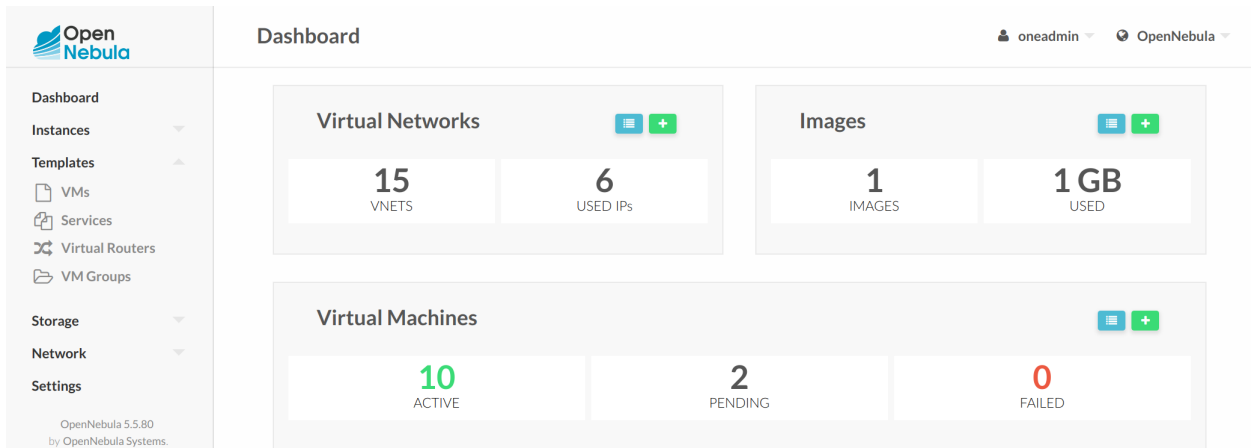 Open
Nebula
Dashboard
oneadmin
OpenNebula
Dashboard
Instances
Templates
VMs
Services
Virtual Routers
VM Groups
Storage
Network
Settings
OpenNebula 5.5.80
by OpenNebula Systems.
Virtual Networks
15
VNETS
6
USED IPs
Images
1
IMAGES
1 GB
USED
Virtual Machines
10
ACTIVE
2
PENDING
0
FAILED